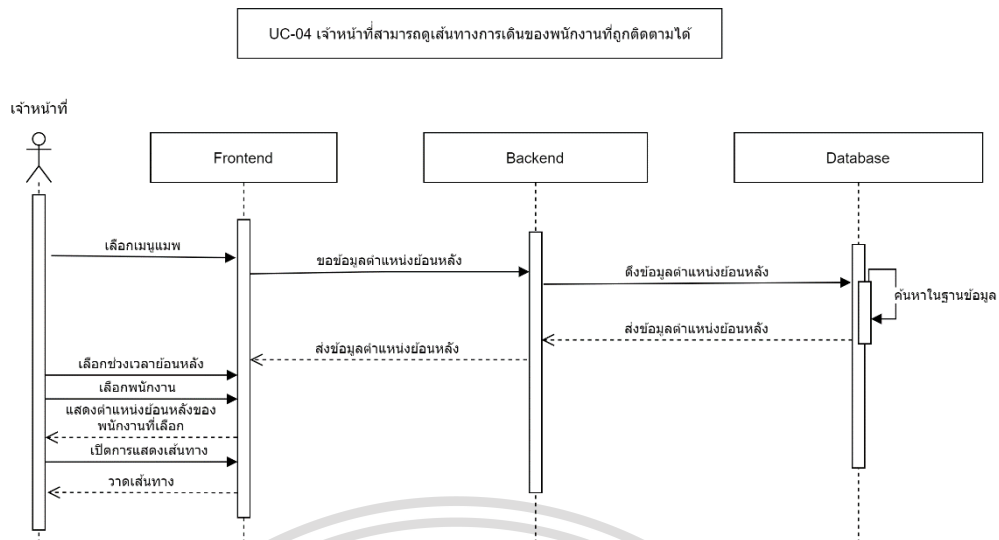 UC-04 เจ้าหน้าที่สามารถดูเส้นทางการเดินของพนักงานที่ถูกติดตามได้
เจ้าหน้าที่
Frontend
Backend
Database
เลือกเมนูแมพ
ขอข้อมูลตำแหน่งย้อนหลัง
ดึงข้อมูลตำแหน่งย้อนหลัง
ค้นหาในฐานข้อมูล
ส่งข้อมูลตำแหน่งย้อนหลัง
ส่งข้อมูลตำแหน่งย้อนหลัง
เลือกช่วงเวลาย้อนหลัง
เลือกพนักงาน
แสดงตำแหน่งย้อนหลังของ
พนักงานที่เลือก
เปิดการแสดงเส้นทาง
วาดเส้นทาง